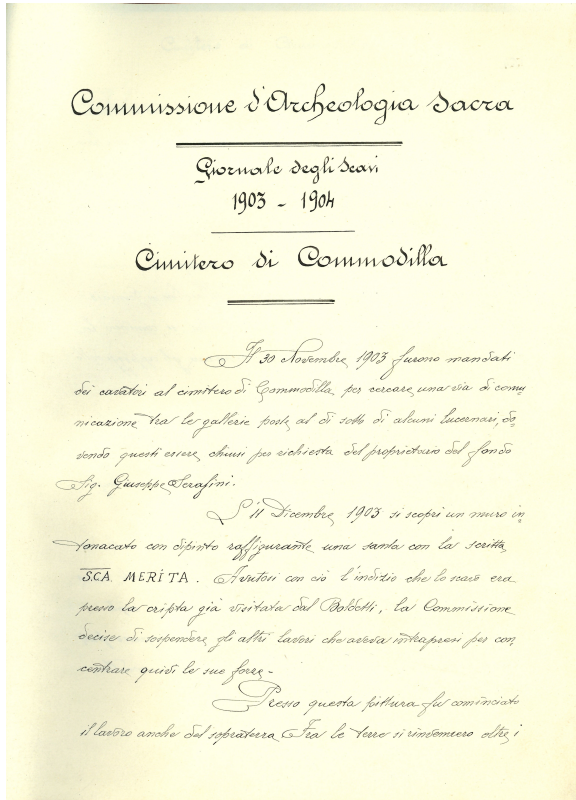 Commissione d'Archeologia Sacra
Giornale degli Scavi
1903 - 1904
Cimitero di Commodilla
Il 30 Novembre 1903 furono mandati
dei cavatori al cimitero di Commodilla per cercare una via di comu
nicazione tra le gallerie poste al di sotto di alcuni lucernari, do-
vendo questi essere chiusi per richiesta del proprietario del fondo
Sig. Giuseppe Serafini.
L'11 Dicembre 1903 si scoprì un muro in
tonacato con dipinto raffigurante una santa con la scritta
SCA. MERITA. Avutosi con ciò l'indizio che lo scavo era
presso la cripta già visitata dal Boldetti, la Commissione
decise di sospendere gli altri lavori che aveva intrapresi per con,
centrare quivi le sue forze -
Presso questa pittura fu cominciato
il lavoro anche del sopraterra. Fra le terre si rinvennero oltre i